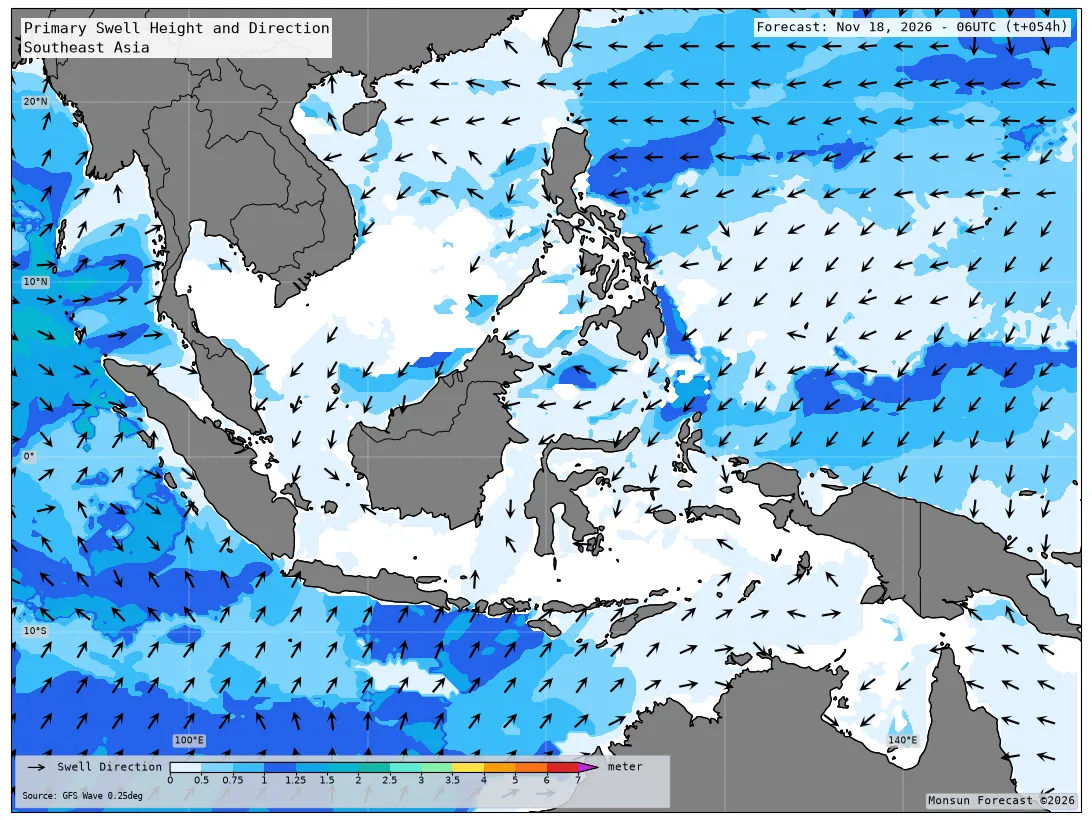 Primary Swell Height and Direction
Southeast Asia
Forecast: Nov 18, 2026 - 06UTC (t+054h)
20°N
10°N
0°
10°S
100°E
140°E
Swell Direction
0 0.5 0.75 1 1.25 1.5 2 2.5 3 3.5 4 5 6 7
meter
Source: GFS Wave 0.25deg
Monsun Forecast ©2026